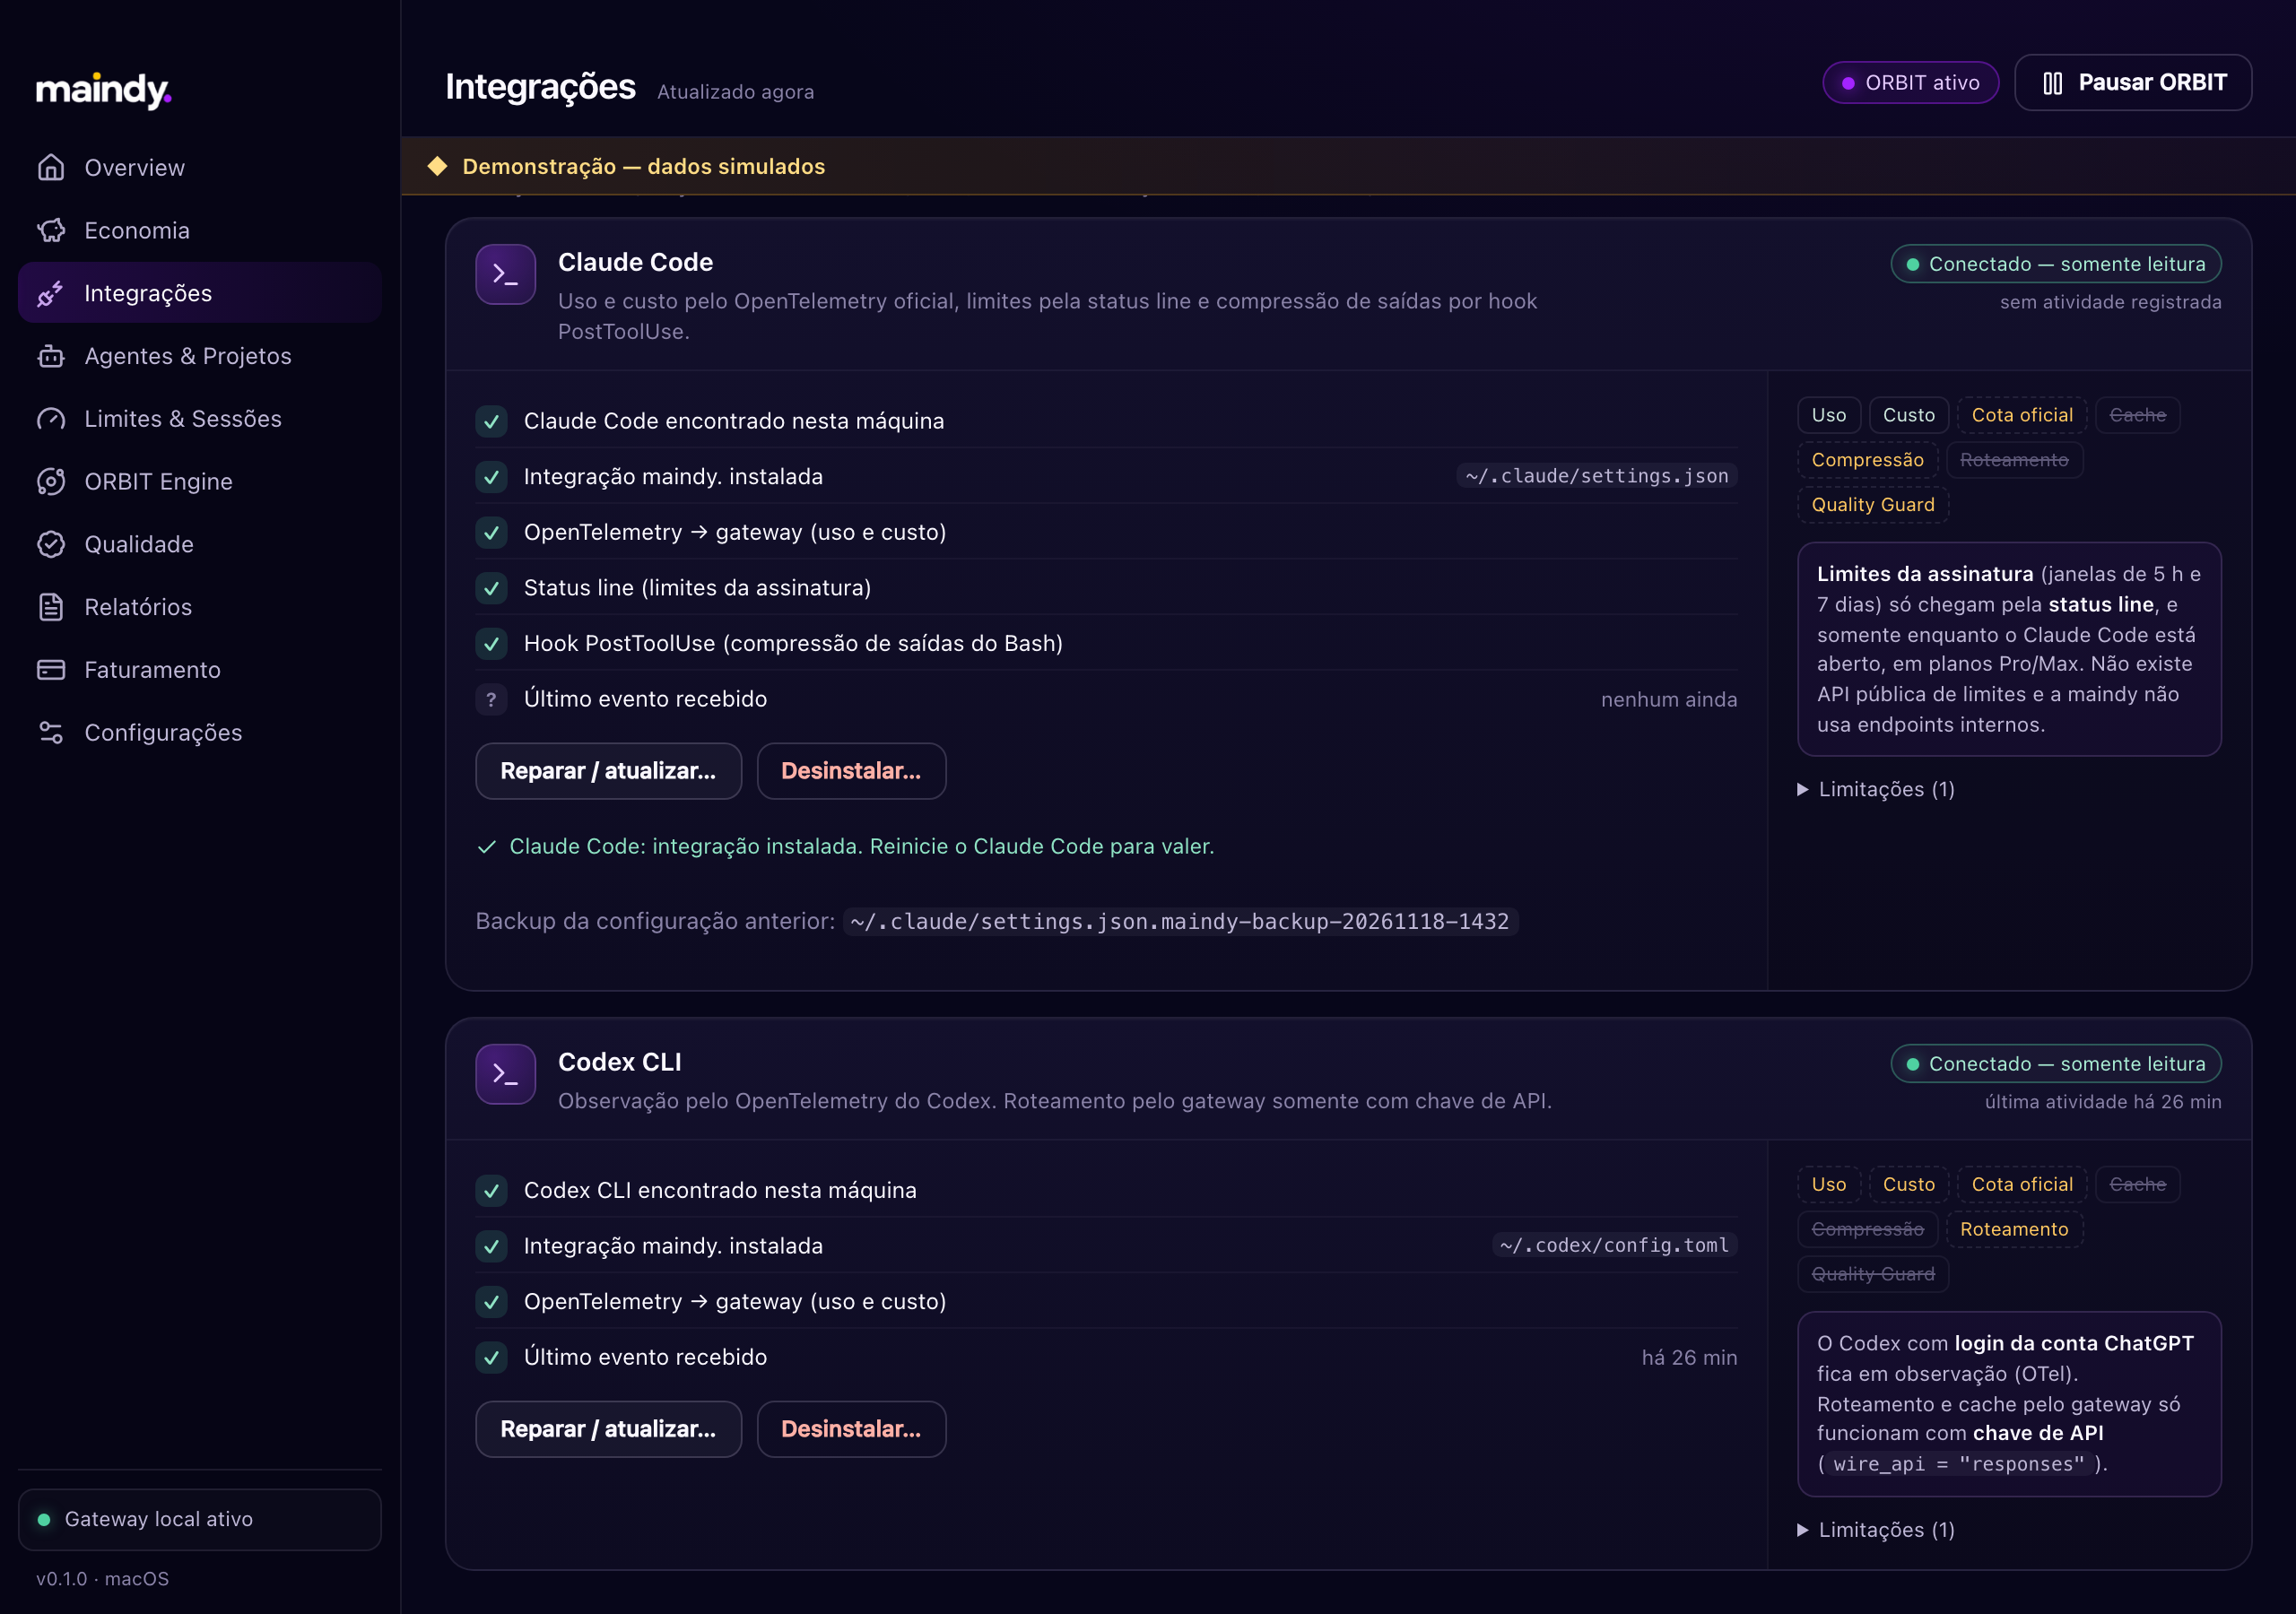 maindy.
Overview
Economia
Integrações
Agentes & Projetos
Limites & Sessões
ORBIT Engine
Qualidade
Relatórios
Faturamento
Configurações
Gateway local ativo
v0.1.0 · macOS
Integrações Atualizado agora
ORBIT ativo
Pausar ORBIT
Demonstração — dados simulados
Claude Code
Uso e custo pelo OpenTelemetry oficial, limites pela status line e compressão de saídas por hook
PostToolUse.
Conectado — somente leitura
sem atividade registrada
Claude Code encontrado nesta máquina
Integração maindy. instalada ~/.claude/settings.json
OpenTelemetry → gateway (uso e custo)
Status line (limites da assinatura)
Hook PostToolUse (compressão de saídas do Bash)
? Último evento recebido nenhum ainda
Reparar / atualizar... Desinstalar...
Claude Code: integração instalada. Reinicie o Claude Code para valer.
Backup da configuração anterior: ~/.claude/settings.json.maindy-backup-20261118-1432
Uso Custo Cota oficial Cache
Compressão Roteamento
Quality Guard
Limites da assinatura (janelas de 5 h e
7 dias) só chegam pela status line, e
somente enquanto o Claude Code está
aberto, em planos Pro/Max. Não existe
API pública de limites e a maindy não
usa endpoints internos.
Limitações (1)
Codex CLI
Observação pelo OpenTelemetry do Codex. Roteamento pelo gateway somente com chave de API.
Conectado — somente leitura
última atividade há 26 min
Codex CLI encontrado nesta máquina
Integração maindy. instalada ~/.codex/config.toml
OpenTelemetry → gateway (uso e custo)
Último evento recebido há 26 min
Reparar / atualizar... Desinstalar...
Uso Custo Cota oficial Cache
Compressão Roteamento
Quality Guard
O Codex com login da conta ChatGPT
fica em observação (OTel).
Roteamento e cache pelo gateway só
funcionam com chave de API
(wire_api = "responses").
Limitações (1)